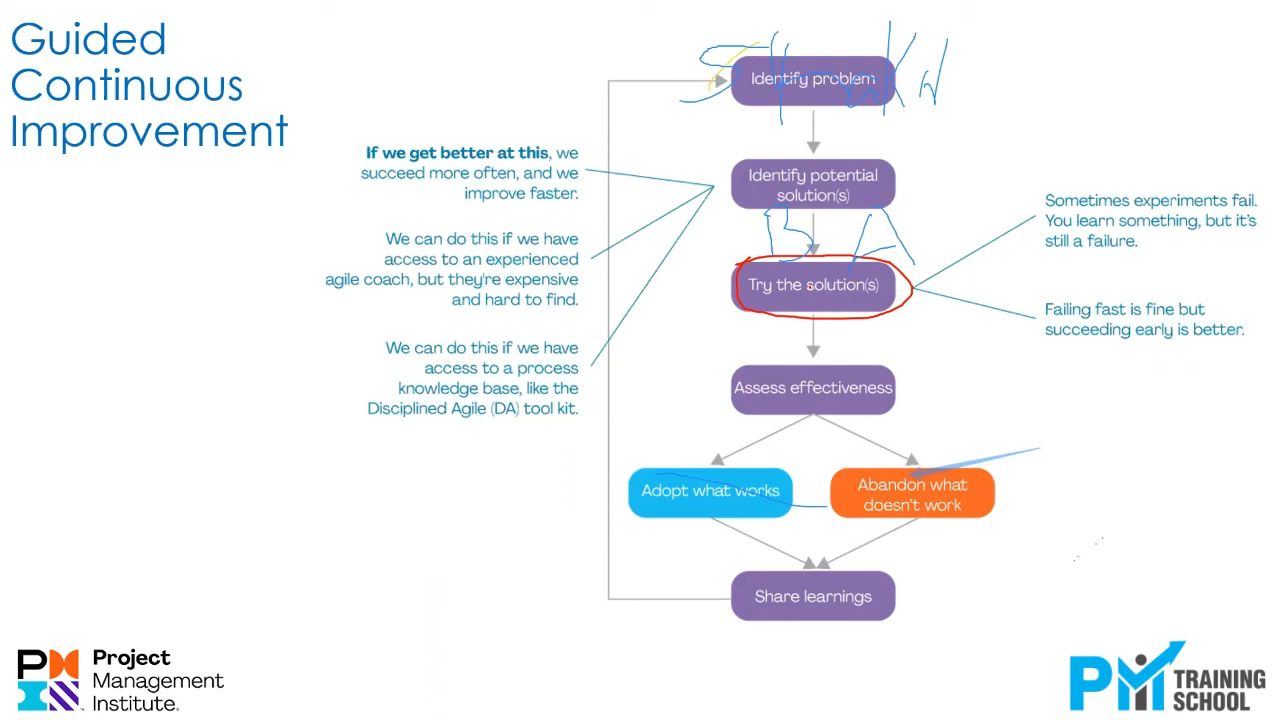 Guided
Continuous
Improvement
Identify problem
If we get better at this, we
succeed more often, and we
improve faster.
Identify potential
solution(s)
We can do this if we have
access to an experienced
agile coach, but they're expensive
and hard to find.
B A
Try the solution(s)
Sometimes experiments fail.
You learn something, but it's
still a failure.
Failing fast is fine but
succeeding early is better.
We can do this if we have
access to a process
knowledge base, like the
Disciplined Agile (DA) tool kit.
Assess effectiveness
Adopt what works
Abandon what
doesn't work
Share learnings
Project
Management
Institute.
PM TRAINING
SCHOOL